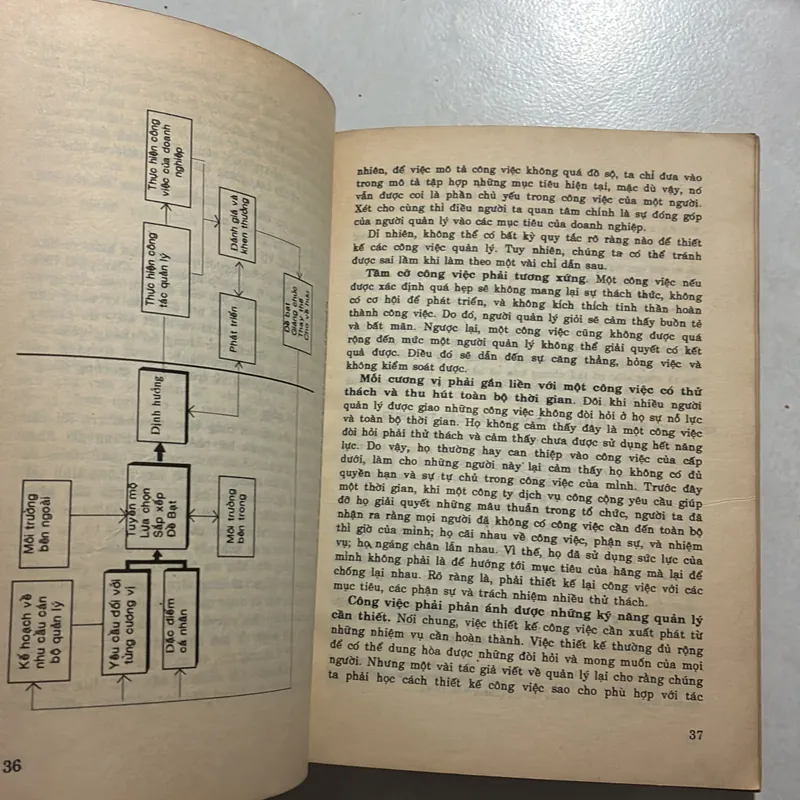 Kế hoạch về
nhu cầu cán
bộ quản lý
Môi trường
bên ngoài
Yêu cầu đối với
từng cương vị
Đặc điểm
cá nhân
Tuyển mộ
Lựa chọn
Sắp xếp
Đề Bạt
Môi trường
bên trong
Định hướng
Thực hiện công
tác quản lý
Thực hiện công
việc của doanh
nghiệp
Phát triển
Đánh giá và
khen thưởng
Đề bạt
Giáng chức
Thay thế
Cho về hưu
36
nhiên, để việc mô tả công việc không quá đồ sộ, ta chỉ đưa vào
trong mô tả tập hợp những mục tiêu hiện tại, mặc dù vậy, nó
vẫn được coi là phần chủ yếu trong công việc của một người.
Xét cho cùng thì điều người ta quan tâm chính là sự đóng góp
của người quản lý vào các mục tiêu của doanh nghiệp.
Dĩ nhiên, không thể có bất kỳ quy tắc rõ ràng nào để thiết
kế các công việc quản lý. Tuy nhiên, chúng ta có thể tránh
được sai lầm khi làm theo một vài chỉ dẫn sau.
Tầm cỡ công việc phải tương xứng. Một công việc nếu
được xác định quá hẹp sẽ không mang lại sự thách thức, không
có cơ hội để phát triển, và không kích thích tinh thần hoàn
thành công việc. Do đó, người quản lý giỏi sẽ cảm thấy buồn tẻ
và bất mãn. Ngược lại, một công việc cũng không được quá
rộng đến mức một người quản lý không thể giải quyết có kết
quả được. Điều đó sẽ dẫn đến sự căng thẳng, hỏng việc và
không kiểm soát được.
Mỗi cương vị phải gắn liền với một công việc có thử
thách và thu hút toàn bộ thời gian. Đôi khi nhiều người
quản lý được giao những công việc không đòi hỏi ở họ sự nỗ lực
và toàn bộ thời gian. Họ không cảm thấy đây là một công việc
đòi hỏi phải thử thách và cảm thấy chưa được sử dụng hết năng
lực. Do vậy, họ thường hay can thiệp vào công việc của cấp
dưới, làm cho những người này lại cảm thấy họ không có đủ
quyền hạn và sự tự chủ trong công việc của mình. Trước đây
một thời gian, khi một công ty dịch vụ công cộng yêu cầu giúp
đỡ họ giải quyết những mâu thuẫn trong tổ chức, người ta đã
nhận ra rằng mọi người đã không có công việc cần đến toàn bộ
thì giờ của mình; họ cãi nhau về công việc, phận sự, và nhiệm
vụ; họ ngáng chân lẫn nhau. Vì thế, họ đã sử dụng sức lực của
mình không phải là để hướng tới mục tiêu của hãng mà lại để
chống lại nhau. Rõ ràng là, phải thiết kế lại công việc với các
mục tiêu, các phận sự và trách nhiệm nhiều thử thách.
Công việc phải phản ánh được những kỹ năng quản lý
cần thiết. Nói chung, việc thiết kế công việc cần xuất phát từ
những nhiệm vụ cần hoàn thành. Việc thiết kế thường đủ rộng
để có thể dung hòa được những đòi hỏi và mong muốn của mọi
người. Nhưng một vài tác giả viết về quản lý lại cho rằng chúng
ta phải học cách thiết kế công việc sao cho phù hợp với tác
37